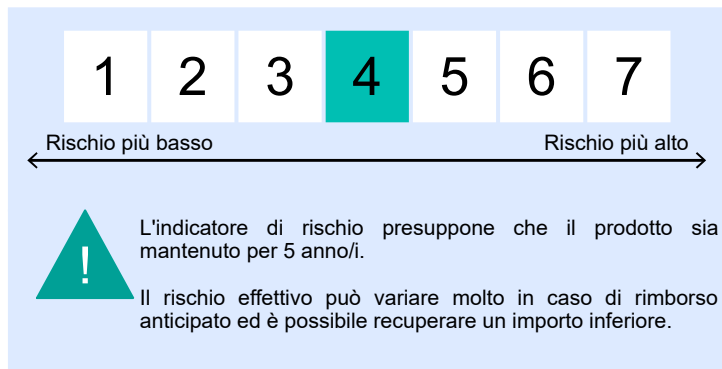 1 2 3 4 5 6 7
Rischio più basso Rischio più alto
!
L'indicatore di rischio presuppone che il prodotto sia
mantenuto per 5 anno/i.
Il rischio effettivo può variare molto in caso di rimborso
anticipato ed è possibile recuperare un importo inferiore.